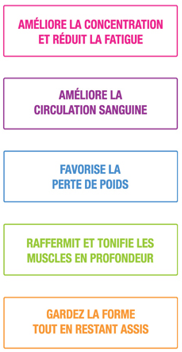 AMÉLIORE LA CONCENTRATION
ET RÉDUIT LA FATIGUE
AMÉLIORE LA
CIRCULATION SANGUINE
FAVORISE LA
PERTE DE POIDS
RAFFERMIT ET TONIFIE LES
MUSCLES EN PROFONDEUR
GARDEZ LA FORME
TOUT EN RESTANT ASSIS